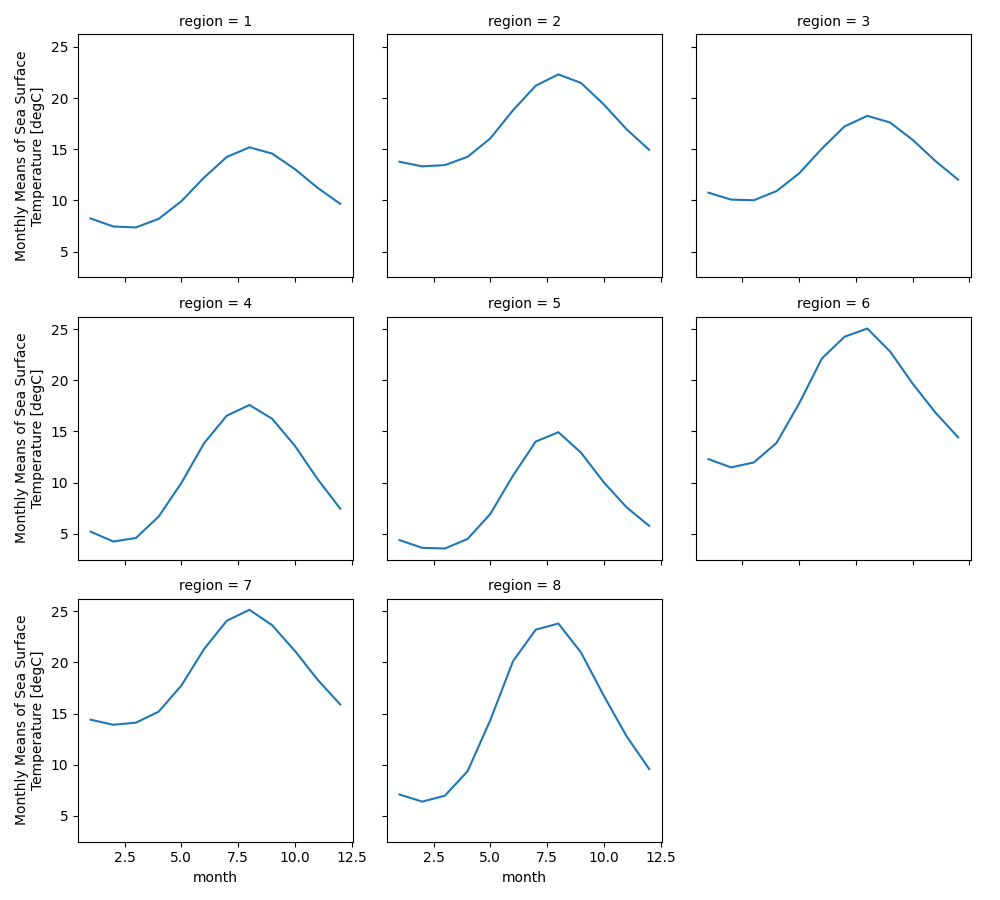 region = 1
region = 2
region = 3
Monthly Means of Sea Surface
Temperature [degC]
25
20
15
10
5
region = 4
region = 5
region = 6
Monthly Means of Sea Surface
Temperature [degC]
25
20
15
10
5
region = 7
region = 8
Monthly Means of Sea Surface
Temperature [degC]
25
20
15
10
5
2.5 5.0 7.5 10.0 12.5
2.5 5.0 7.5 10.0 12.5
month
month